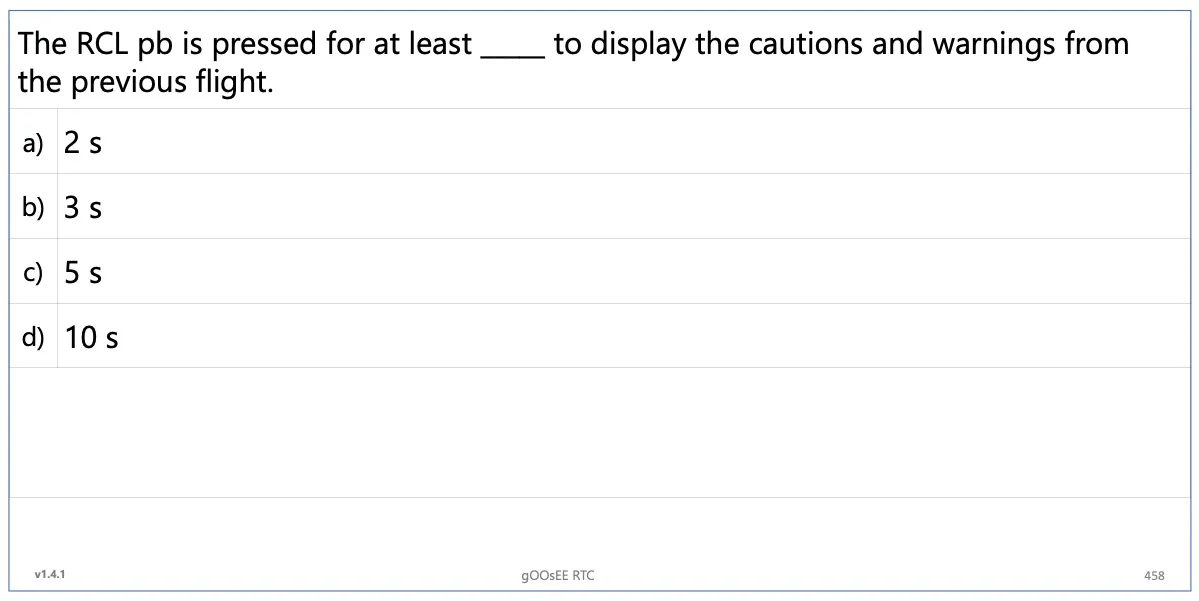 The RCL pb is pressed for at least _____ to display the cautions and warnings from
the previous flight.
a) 2 s
b) 3 s
c) 5 s
d) 10 s
v1.4.1 gOOsEE RTC 458